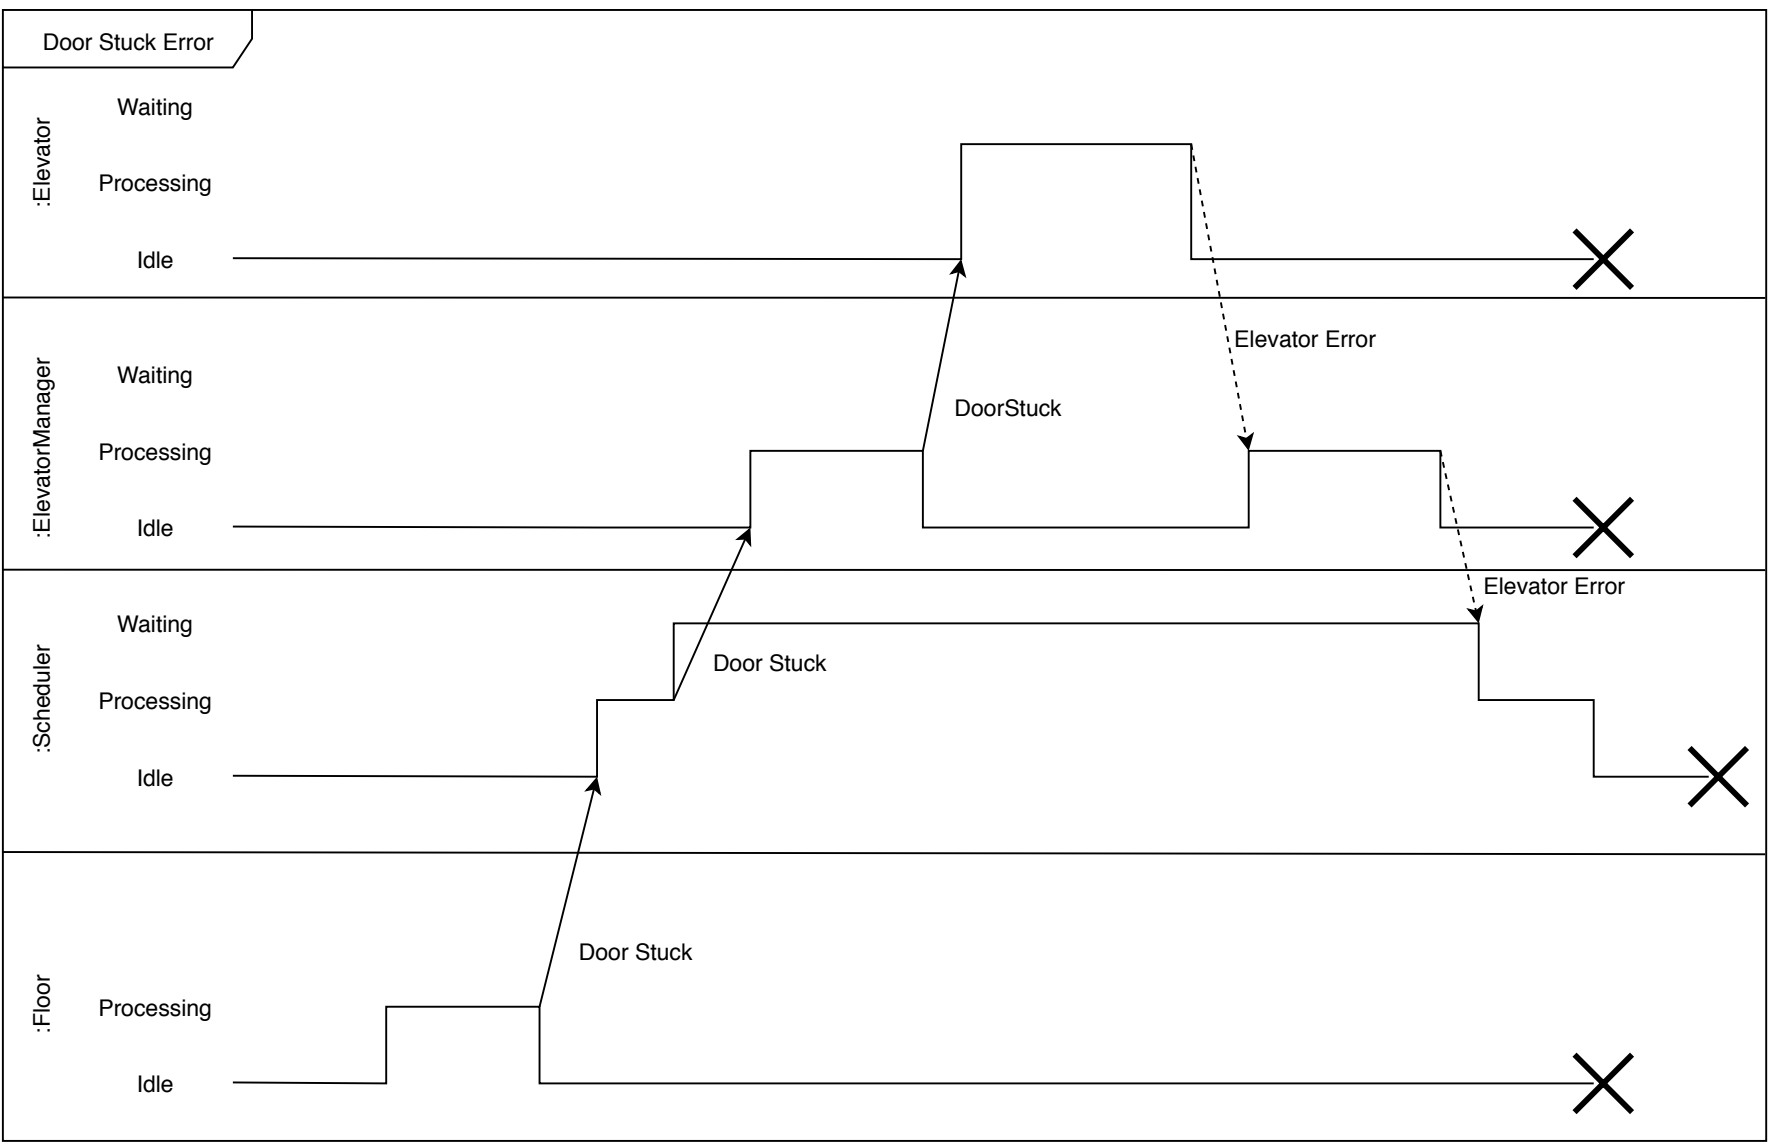 Door Stuck Error
:Elevator
Waiting
Processing
Idle
:ElevatorManager
Waiting
Processing
Idle
Elevator Error
DoorStuck
:Scheduler
Waiting
Processing
Idle
Elevator Error
Door Stuck
:Floor
Processing
Idle
Door Stuck